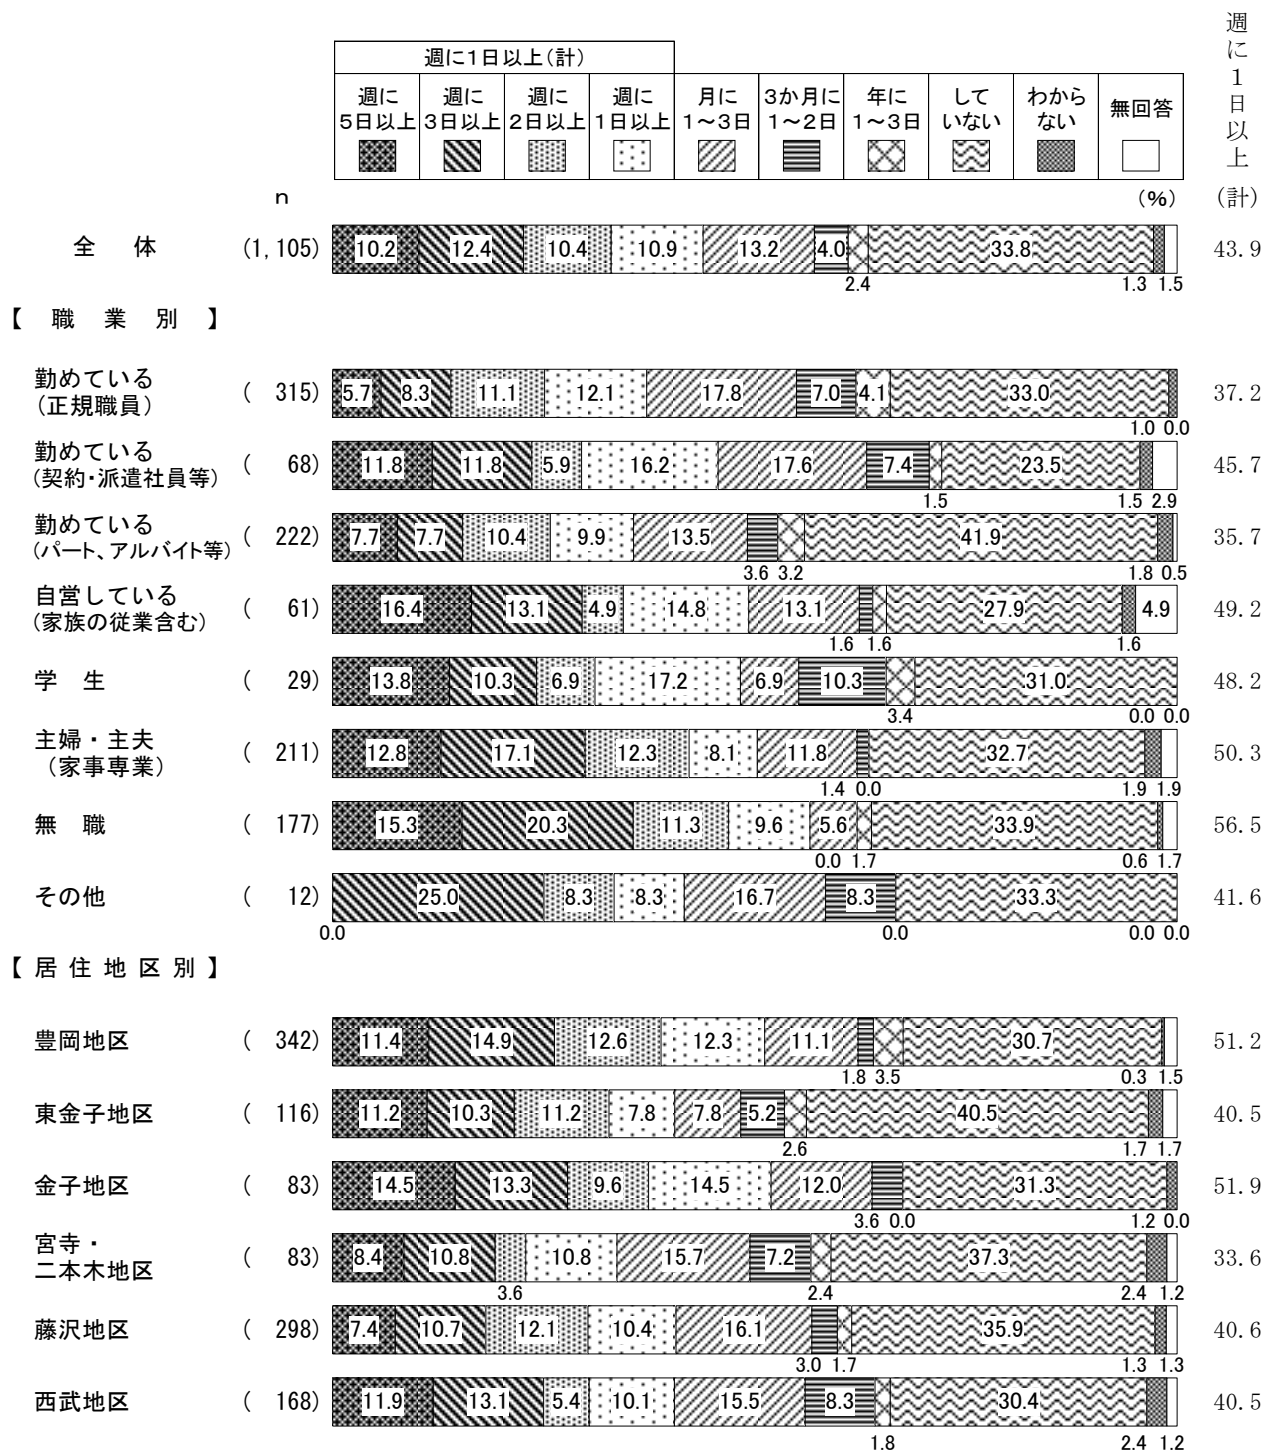 週に1日以上(計)
週に1日以上(計)
週に5日以上 週に3日以上 週に2日以上 週に1日以上 月に1～3日 3か月に1～2日 年に1～3日 していない わからない 無回答
n (%)
全 体 (1,105) 10.2 12.4 10.4 10.9 13.2 4.0 33.8 43.9
2.4 1.3 1.5
【 職 業 別 】
勤めている
(正規職員) ( 315) 5.7 8.3 11.1 12.1 17.8 7.0 4.1 33.0 37.2
1.0 0.0
勤めている
(契約・派遣社員等) ( 68) 11.8 11.8 5.9 16.2 17.6 7.4 23.5 45.7
1.5 1.5 2.9
勤めている
(パート、アルバイト等) ( 222) 7.7 7.7 10.4 9.9 13.5 41.9 35.7
3.6 3.2 1.8 0.5
自営している
(家族の従業含む) ( 61) 16.4 13.1 4.9 14.8 13.1 27.9 4.9 49.2
1.6 1.6 1.6
学 生 ( 29) 13.8 10.3 6.9 17.2 6.9 10.3 31.0 48.2
3.4 0.0 0.0
主婦・主夫
(家事専業) ( 211) 12.8 17.1 12.3 8.1 11.8 32.7 50.3
1.4 0.0 1.9 1.9
無 職 ( 177) 15.3 20.3 11.3 9.6 5.6 33.9 56.5
0.0 1.7 0.6 1.7
その他 ( 12) 25.0 8.3 8.3 16.7 8.3 33.3 41.6
0.0 0.0 0.0 0.0
【 居 住 地 区 別 】
豊岡地区 ( 342) 11.4 14.9 12.6 12.3 11.1 30.7 51.2
1.8 3.5 0.3 1.5
東金子地区 ( 116) 11.2 10.3 11.2 7.8 7.8 5.2 40.5 40.5
2.6 1.7 1.7
金子地区 ( 83) 14.5 13.3 9.6 14.5 12.0 31.3 51.9
3.6 0.0 1.2 0.0
宮寺・
二本木地区 ( 83) 8.4 10.8 10.8 15.7 7.2 37.3 33.6
3.6 2.4 2.4 1.2
藤沢地区 ( 298) 7.4 10.7 12.1 10.4 16.1 35.9 40.6
3.0 1.7 1.3 1.3
西武地区 ( 168) 11.9 13.1 5.4 10.1 15.5 8.3 30.4 40.5
1.8 2.4 1.2